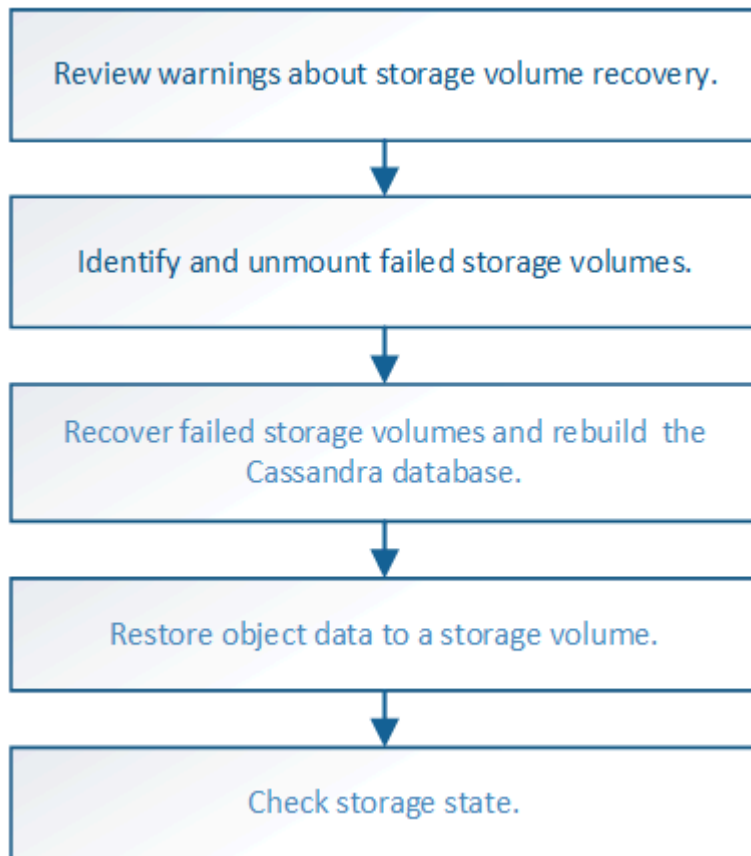 Review warnings about storage volume recovery.
Identify and unmount failed storage volumes.
Recover failed storage volumes and rebuild the
Cassandra database.
Restore object data to a storage volume.
Check storage state.